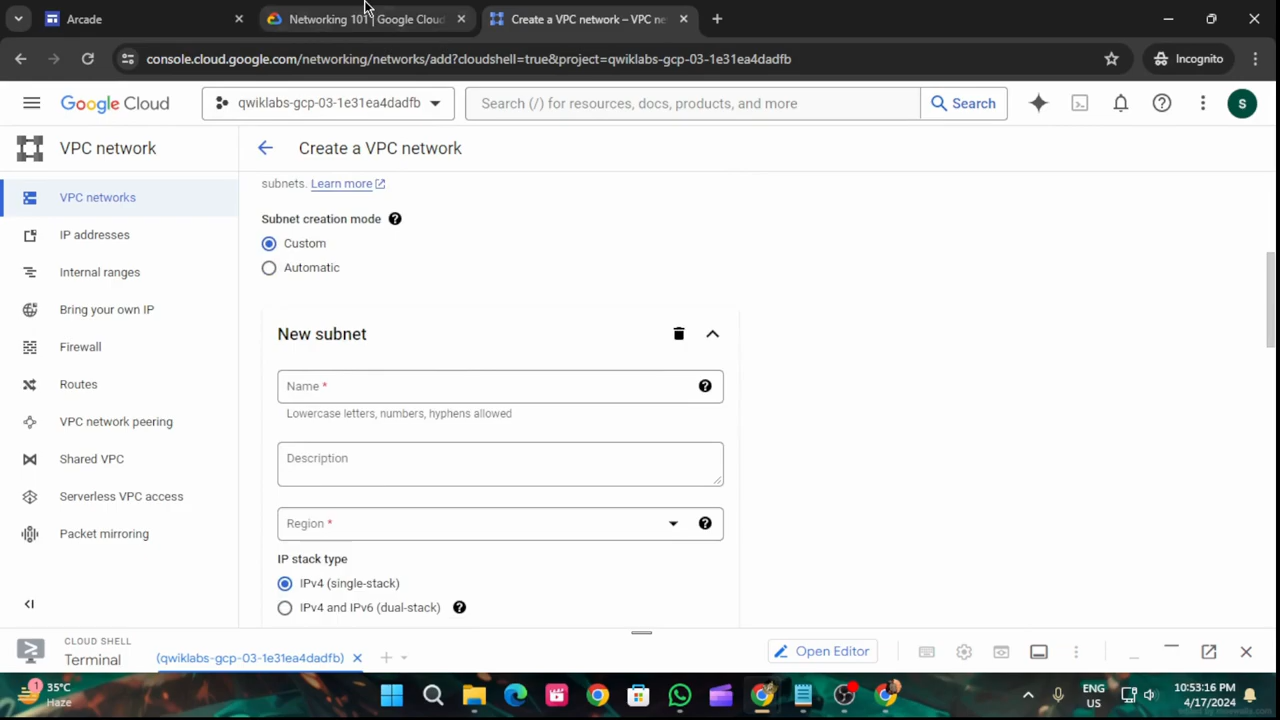 Arcade
Networking 101 | Google Cloud
Create a VPC network – VPC ne
console.cloud.google.com/networking/networks/add?cloudshell=true&project=qwiklabs-gcp-03-1e31ea4dadfb
Incognito
Google Cloud
qwiklabs-gcp-03-1e31ea4dadfb
Search (/) for resources, docs, products, and more
Search
S
VPC network
Create a VPC network
VPC networks
IP addresses
Internal ranges
Bring your own IP
Firewall
Routes
VPC network peering
Shared VPC
Serverless VPC access
Packet mirroring
subnets. Learn more
Subnet creation mode
Custom
Automatic
New subnet
Name *
Lowercase letters, numbers, hyphens allowed
Description
Region *
IP stack type
IPv4 (single-stack)
IPv4 and IPv6 (dual-stack)
CLOUD SHELL
Terminal
(qwiklabs-gcp-03-1e31ea4dadfb)
Open Editor
1
35°C
Haze
ENG
US
10:53:16 PM
4/17/2024